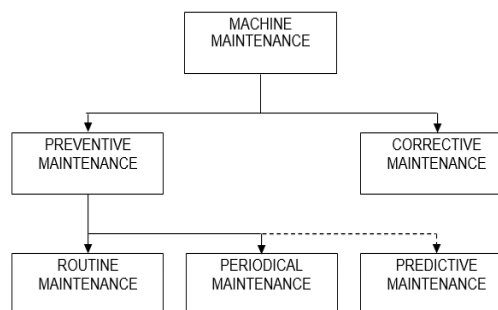 MACHINE
MAINTENANCE
PREVENTIVE
MAINTENANCE
CORRECTIVE
MAINTENANCE
ROUTINE
MAINTENANCE
PERIODICAL
MAINTENANCE
PREDICTIVE
MAINTENANCE